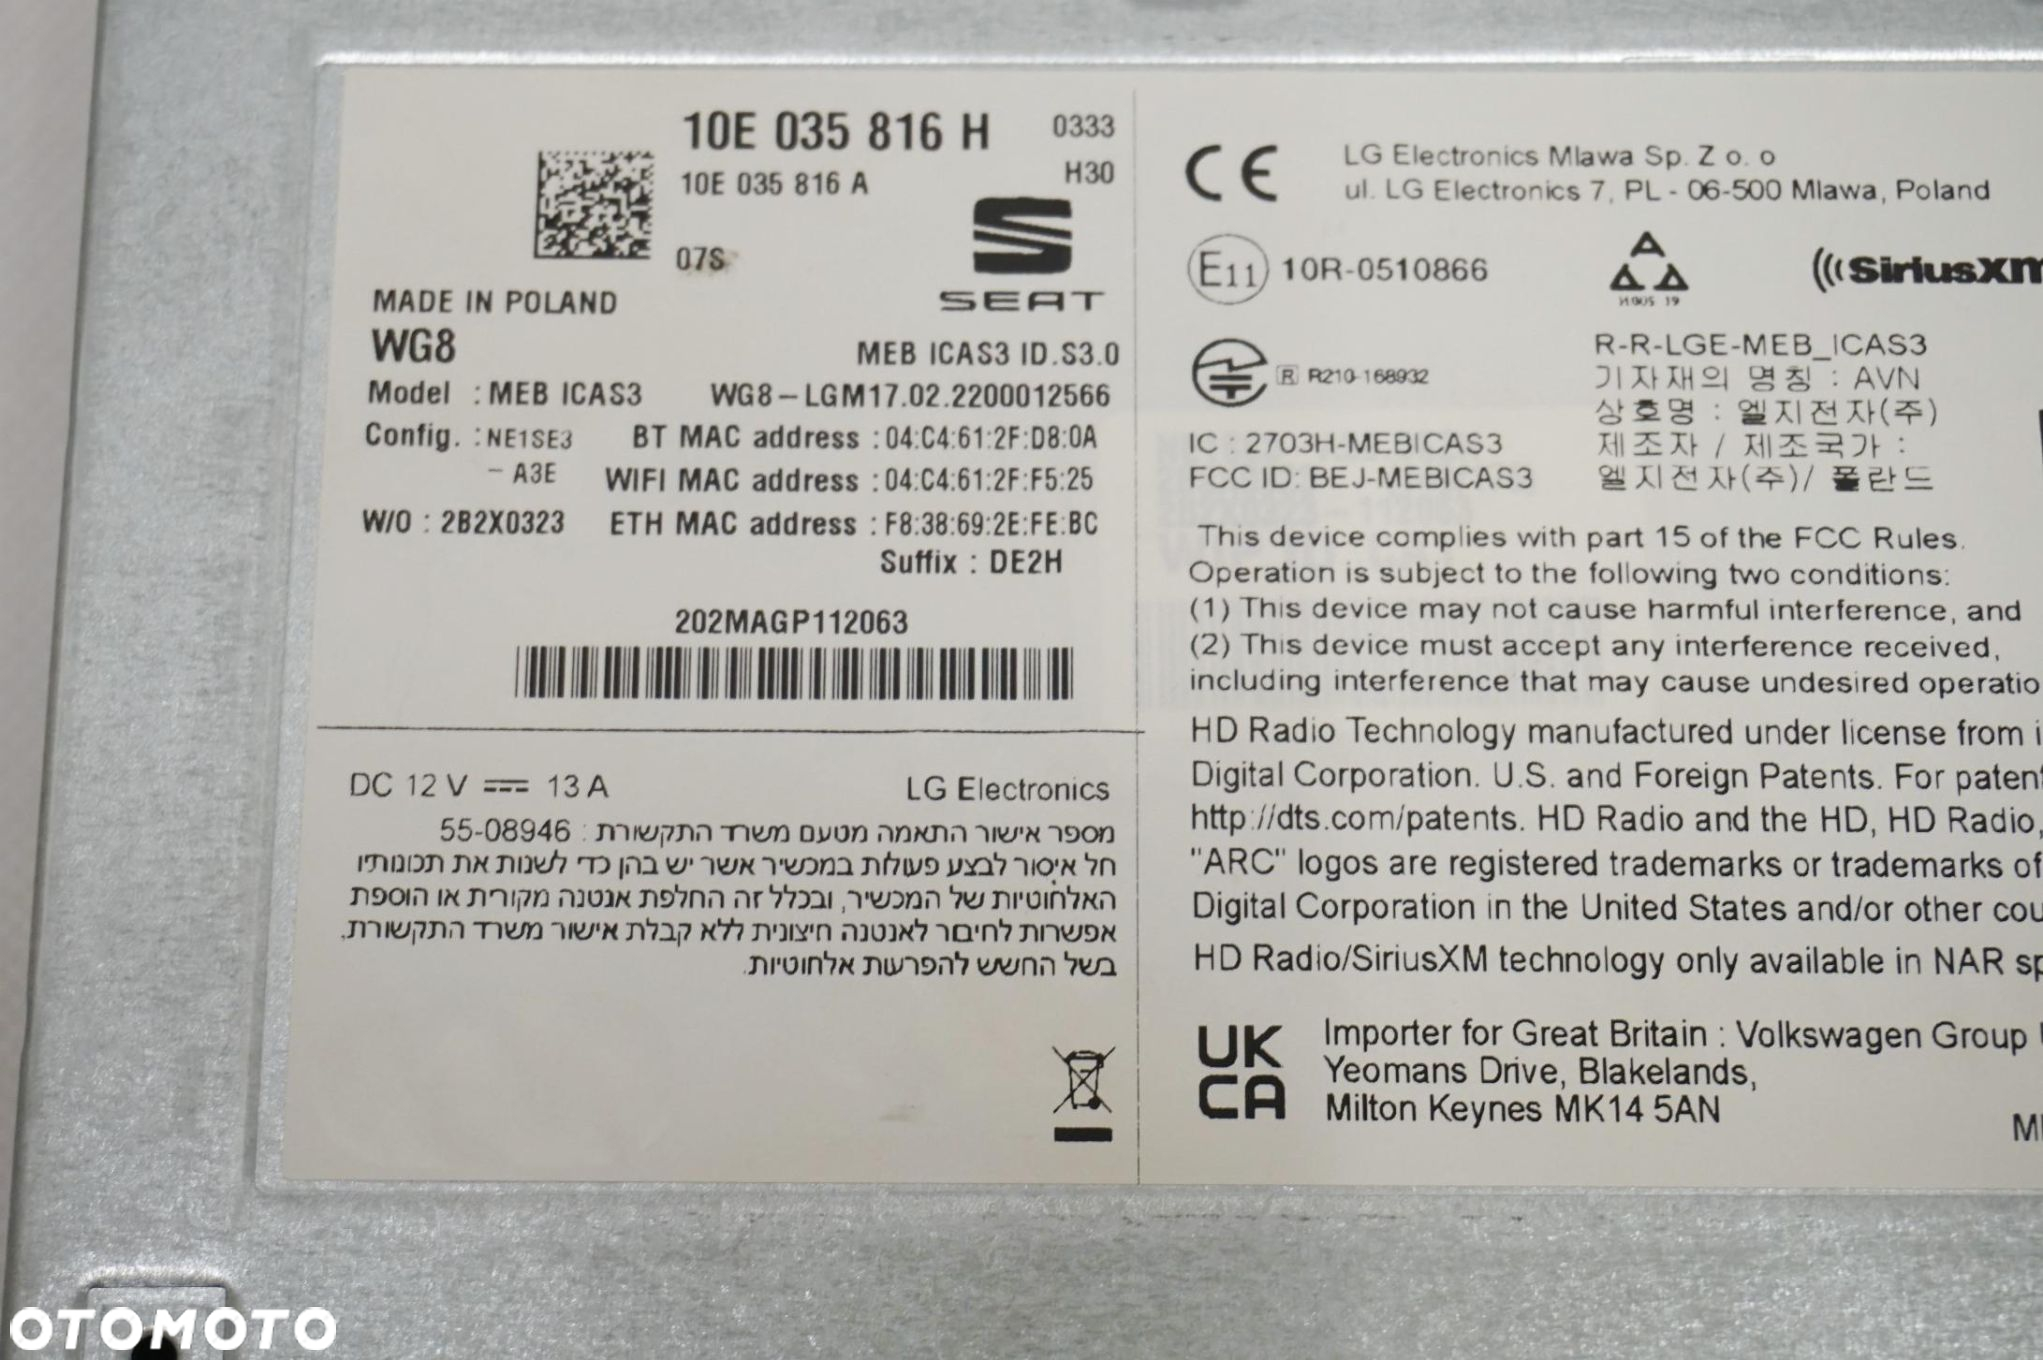 10E 035 816 H
0333
10E 035 816 A
H30
07S
SEAT
MADE IN POLAND
WG8
MEB ICAS3 ID.S3.0
Model : MEB ICAS3
WG8-LGM17.02.2200012566
Config. : NE1SE3
- A3E
BT MAC address : 04:C4:61:2F:D8:0A
WIFI MAC address : 04:C4:61:2F:F5:25
W/O : 2B2X0323
ETH MAC address : F8:38:69:2E:FE:BC
Suffix : DE2H
202MAGP112063
DC 12 V ⎓ 13 A
LG Electronics
מספר אישור התאמה מטעם משרד התקשורת : 55-08946
חל איסור לבצע פעולות במכשיר אשר יש בהן כדי לשנות את תכונותיו
האלחוטיות של המכשיר, ובכלל זה החלפת אנטנה מקורית או הוספת
אפשרות לחיבור לאנטנה חיצונית ללא קבלת אישור משרד התקשורת,
בשל החשש להפרעות אלחוטיות.
CE
LG Electronics Mlawa Sp. Z o. o
ul. LG Electronics 7, PL - 06-500 Mlawa, Poland
E11 10R-0510866
SiriusXM
R R210-168932
R-R-LGE-MEB_ICAS3
기자재의 명칭 : AVN
상호명 : 엘지전자(주)
제조자 / 제조국가 :
엘지전자(주)/ 폴란드
IC : 2703H-MEBICAS3
FCC ID: BEJ-MEBICAS3
This device complies with part 15 of the FCC Rules.
Operation is subject to the following two conditions:
(1) This device may not cause harmful interference, and
(2) This device must accept any interference received,
including interference that may cause undesired operatio
HD Radio Technology manufactured under license from i
Digital Corporation. U.S. and Foreign Patents. For patent
http://dts.com/patents. HD Radio and the HD, HD Radio,
"ARC" logos are registered trademarks or trademarks of
Digital Corporation in the United States and/or other cou
HD Radio/SiriusXM technology only available in NAR sp
UK
CA
Importer for Great Britain : Volkswagen Group
Yeomans Drive, Blakelands,
Milton Keynes MK14 5AN
OTOMOTO